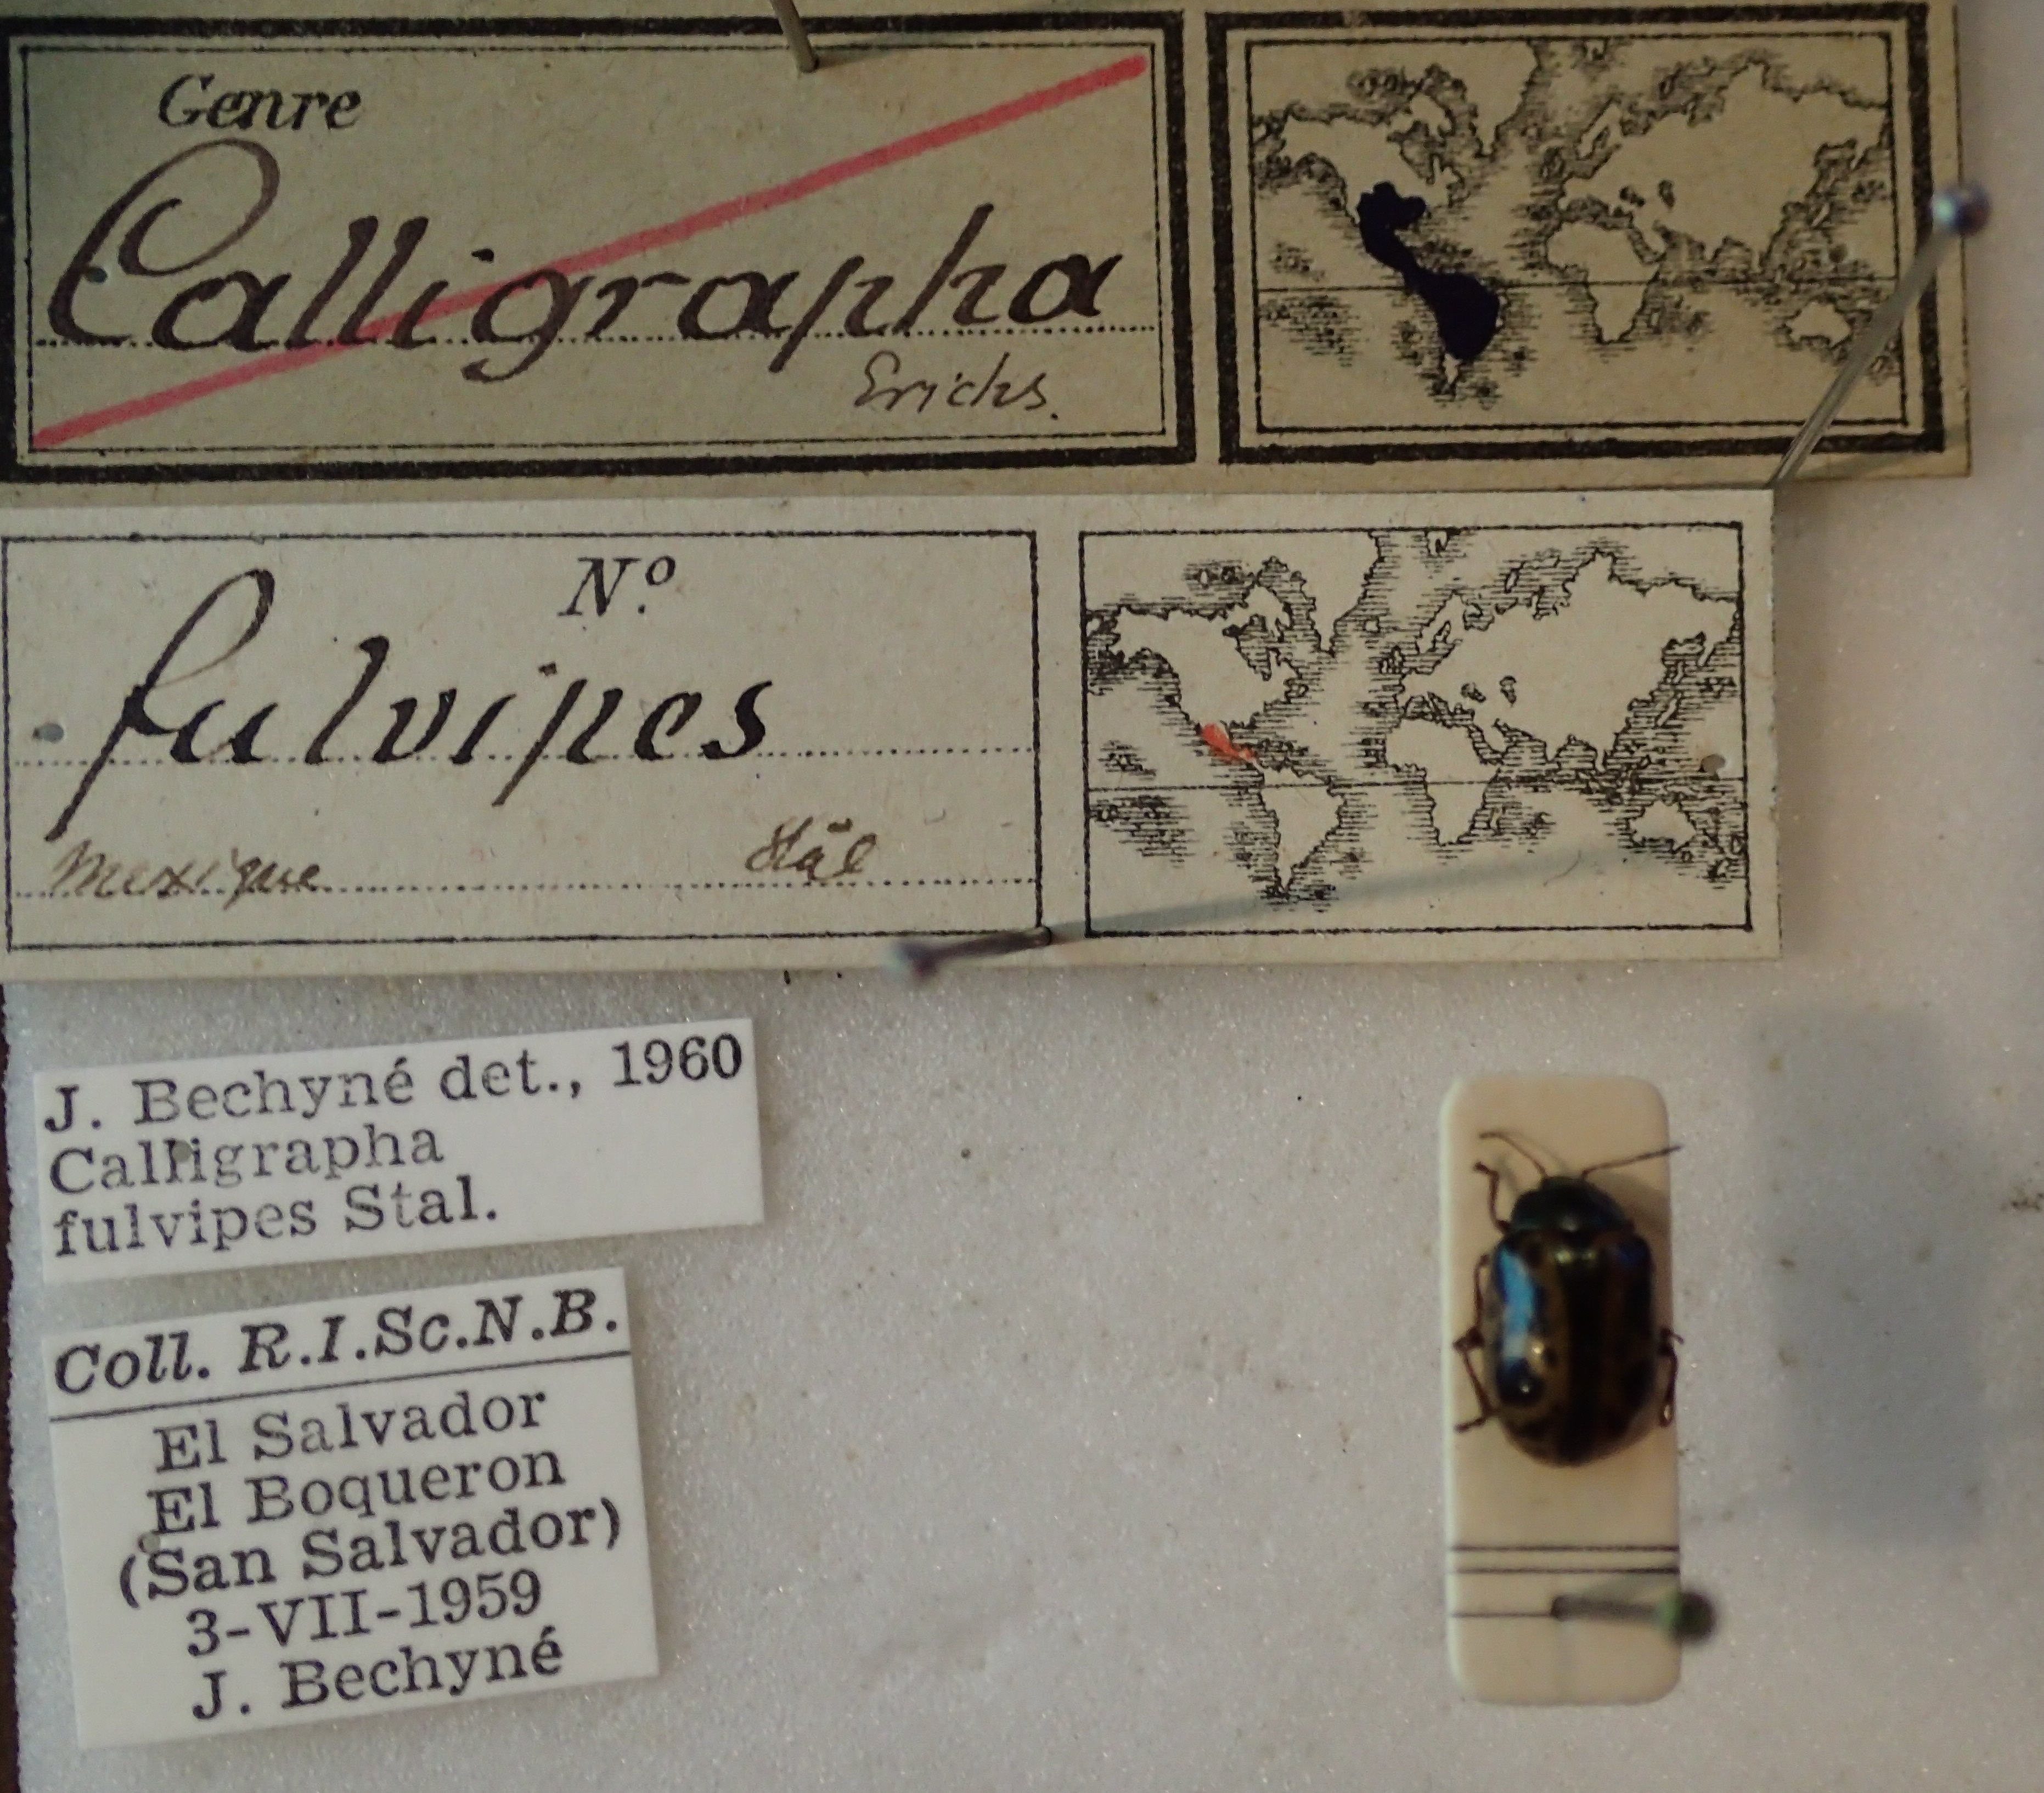 Genre
Calligrapha
Erichs.
Nº
fulvipes
Mexique Stål
J. Bechyné det., 1960
Calligrapha
fulvipes Stal.
Coll. R.I.Sc.N.B.
El Salvador
El Boqueron
(San Salvador)
3-VII-1959
J. Bechyné